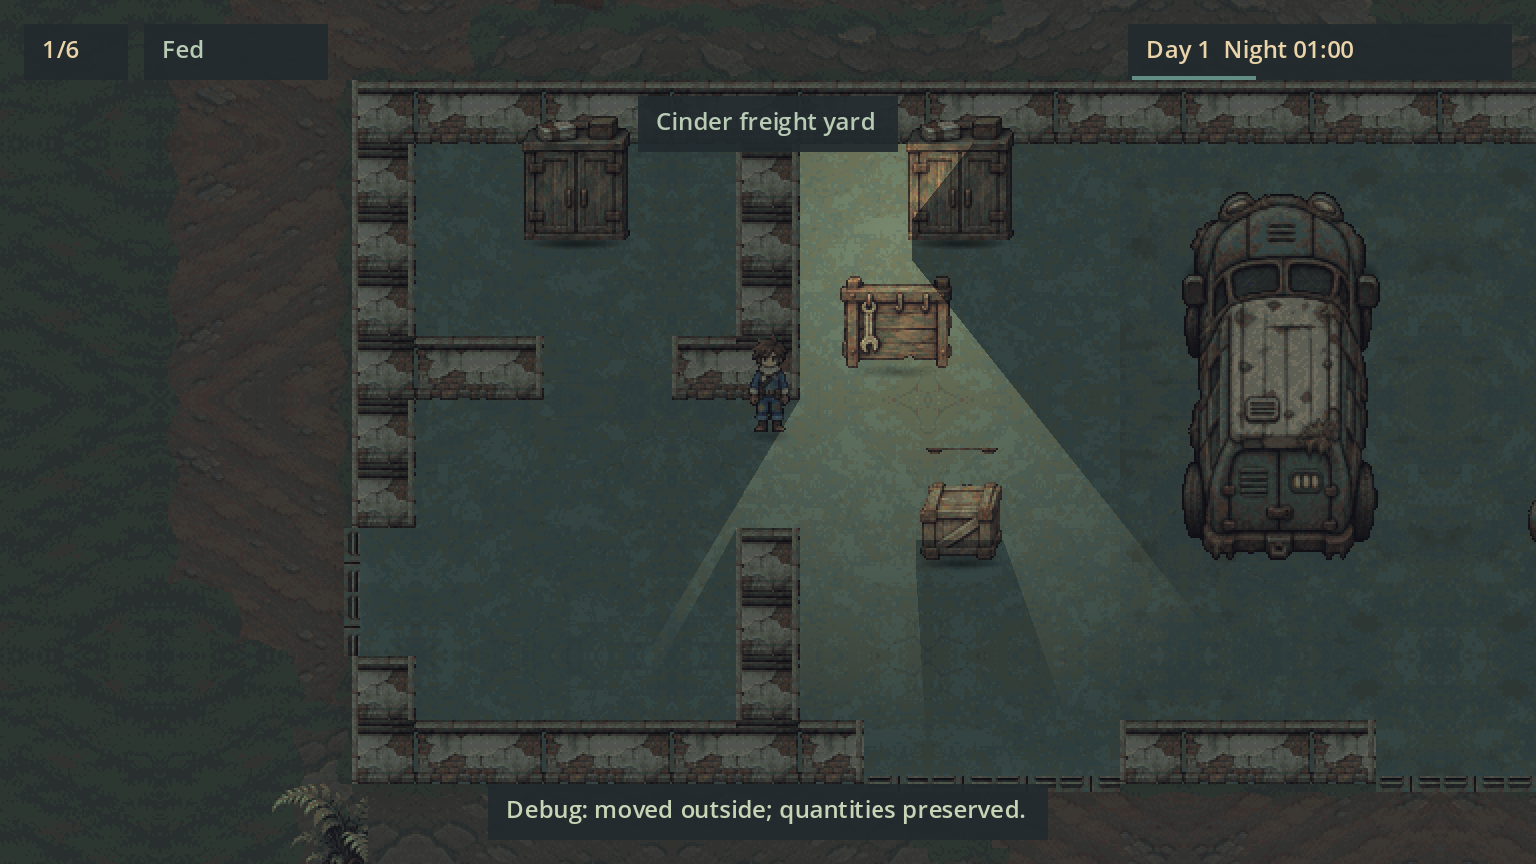 1/6
Fed
Day 1 Night 01:00
Cinder freight yard
Debug: moved outside; quantities preserved.